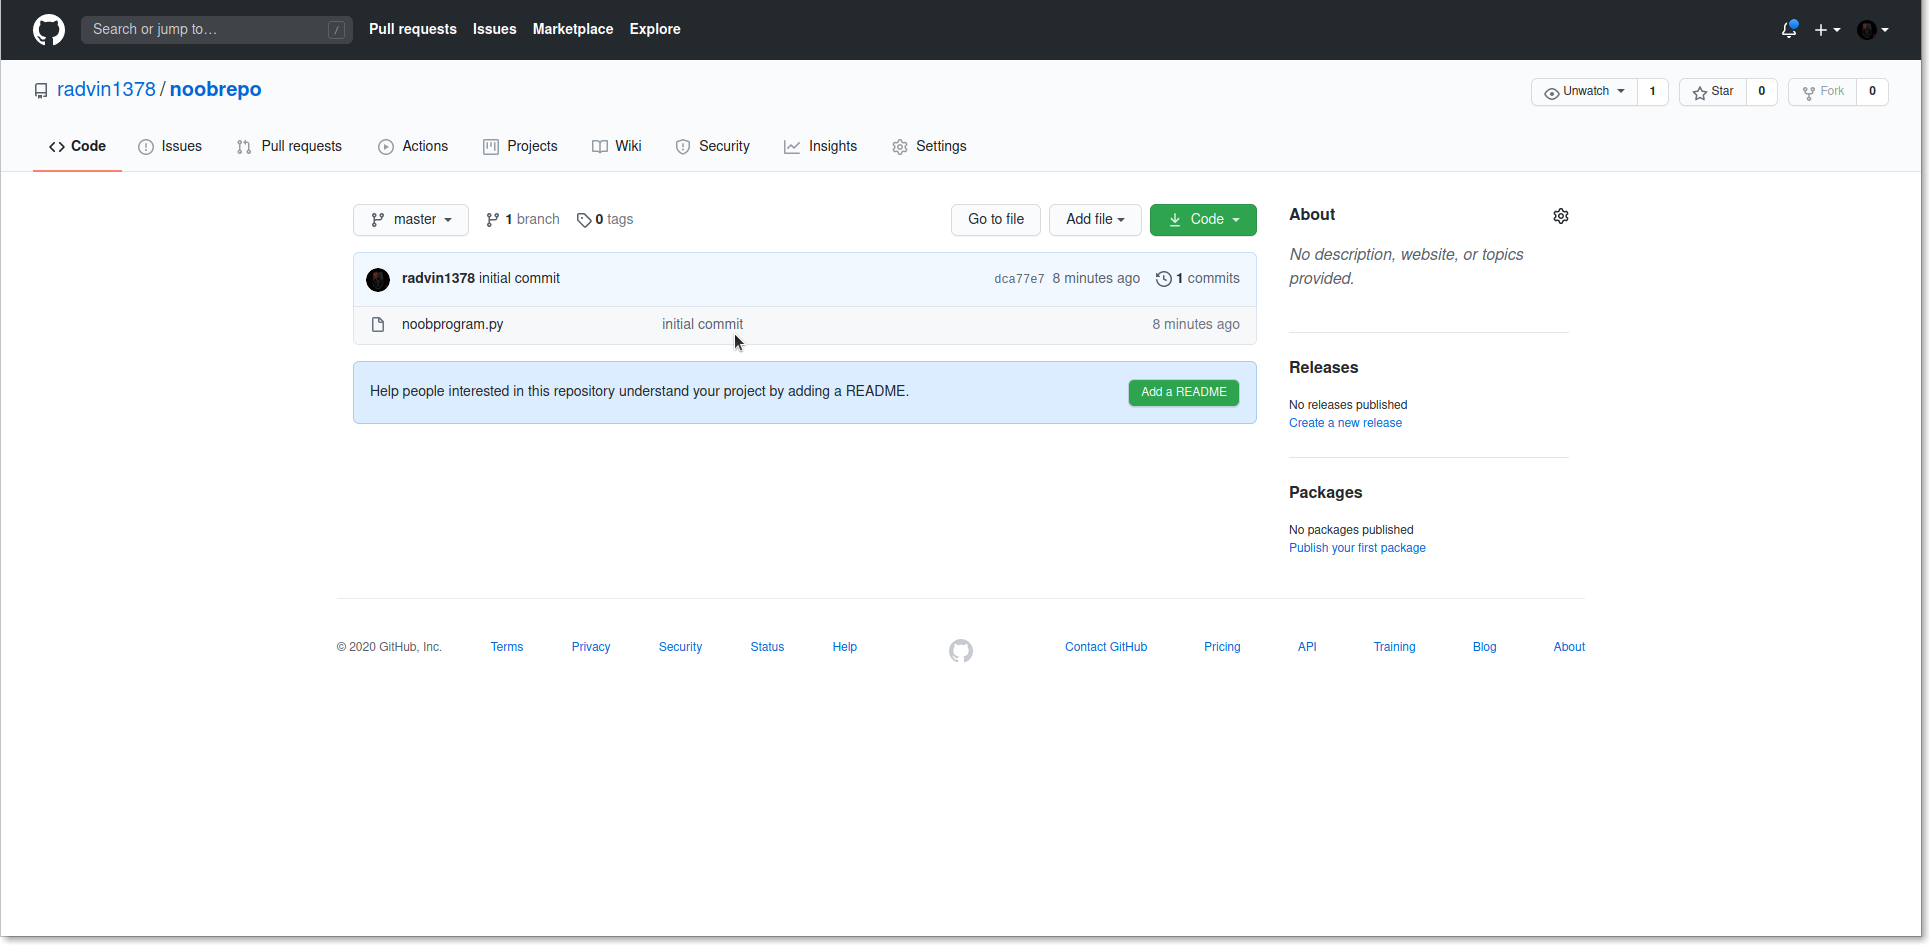 Search or jump to… /
Pull requests Issues Marketplace Explore
radvin1378 / noobrepo
Unwatch 1 Star 0 Fork 0
Code Issues Pull requests Actions Projects Wiki Security Insights Settings
master 1 branch 0 tags Go to file Add file Code
radvin1378 initial commit dca77e7 8 minutes ago 1 commits
noobprogram.py initial commit 8 minutes ago
Help people interested in this repository understand your project by adding a README. Add a README
About
No description, website, or topics
provided.
Releases
No releases published
Create a new release
Packages
No packages published
Publish your first package
© 2020 GitHub, Inc. Terms Privacy Security Status Help Contact GitHub Pricing API Training Blog About